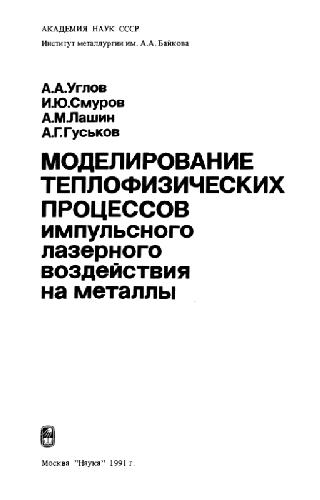 АКАДЕМИЯ НАУК СССР
Институт металлургии им. А.А. Байкова
А.А.Углов
И.Ю.Смуров
А.М.Лашин
А.Г.Гуськов
МОДЕЛИРОВАНИЕ
ТЕПЛОФИЗИЧЕСКИХ
ПРОЦЕССОВ
импульсного
лазерного
воздействия
на металлы
Москва "Наука" 1991 г.